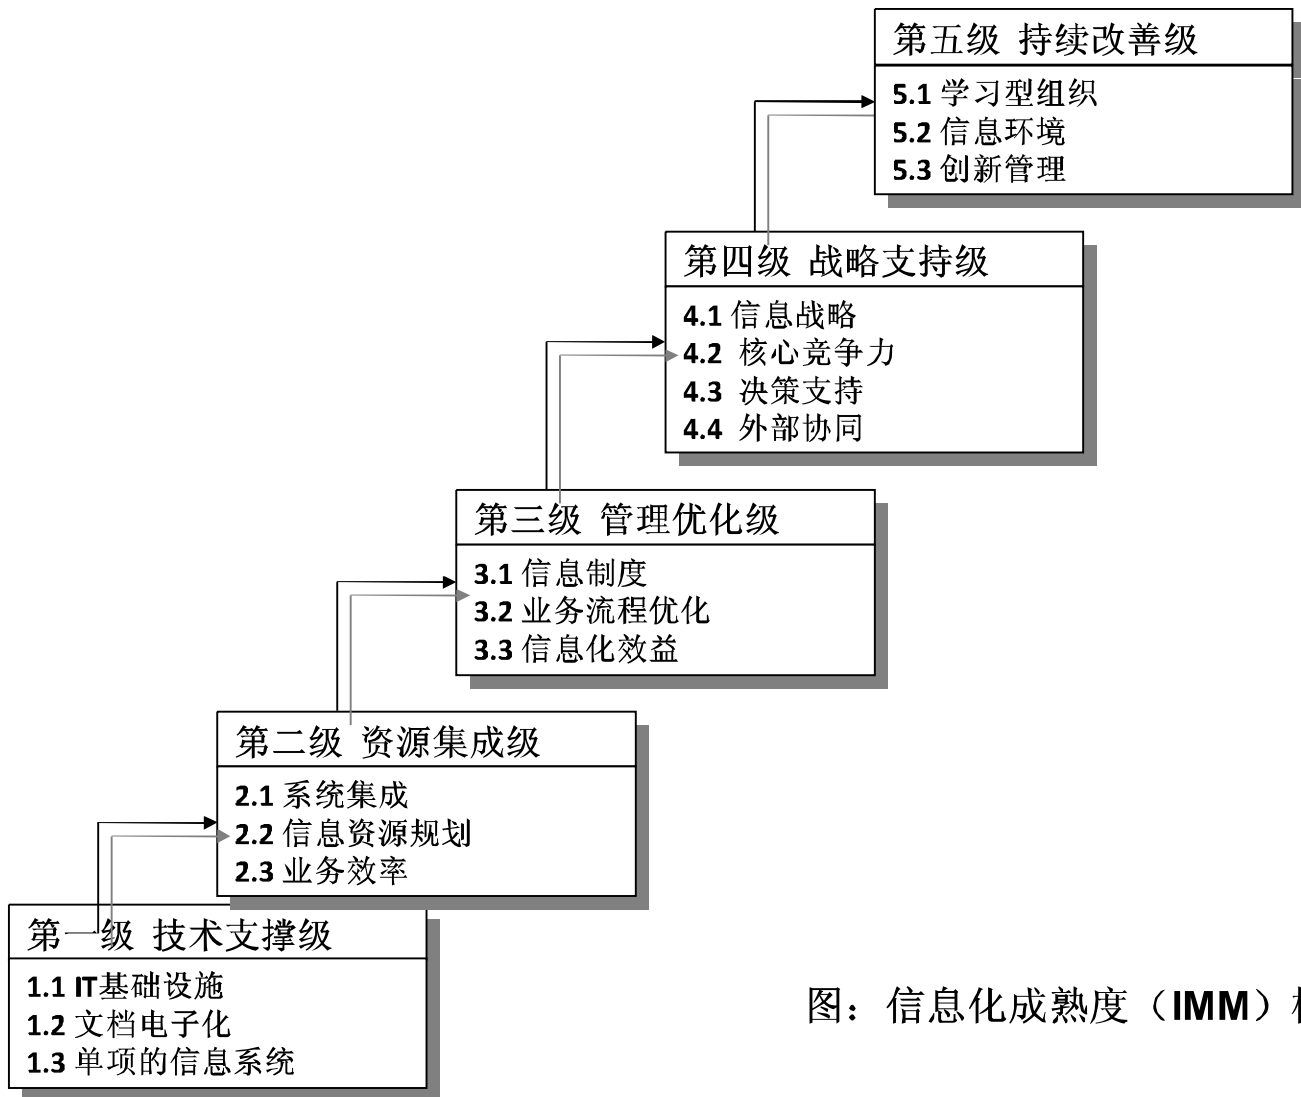 第五级 持续改善级
5.1 学习型组织
5.2 信息环境
5.3 创新管理
第四级 战略支持级
4.1 信息战略
4.2 核心竞争力
4.3 决策支持
4.4 外部协同
第三级 管理优化级
3.1 信息制度
3.2 业务流程优化
3.3 信息化效益
第二级 资源集成级
2.1 系统集成
2.2 信息资源规划
2.3 业务效率
第一级 技术支撑级
1.1 IT基础设施
1.2 文档电子化
1.3 单项的信息系统
图：信息化成熟度（IMM）